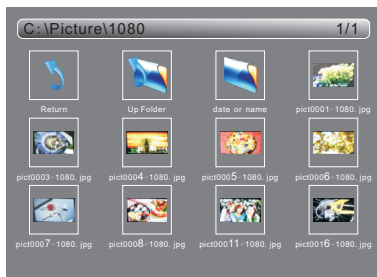 C:\Picture\1080 1/1
Return Up Folder date or name pict0001-1080. jpg
pict0003-1080. jpg pict0004-1080. jpg pict0005-1080. jpg pict0006-1080. jpg
pict0007-1080. jpg pict0008-1080. jpg pict00011-1080. jpg pict0016-1080. jpg